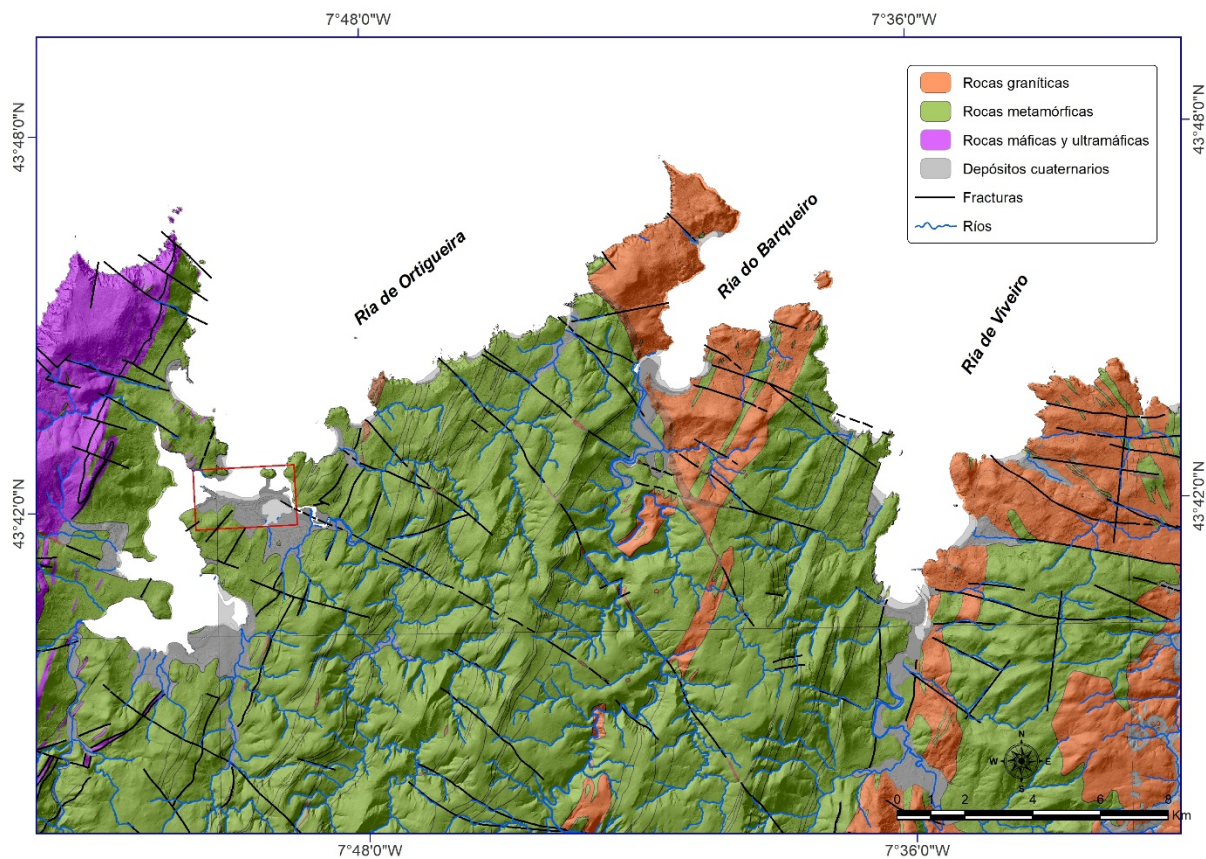 7°48'0"W
7°36'0"W
43°48'0"N
43°48'0"N
Rocas graníticas
Rocas metamórficas
Rocas máficas y ultramáficas
Depósitos cuaternarios
Fracturas
Ríos
Ría de Ortigueira
Ría do Barqueiro
Ría de Viveiro
43°42'0"N
43°42'0"N
N
W
E
S
0 1 2 4 6 8
Km
7°48'0"W
7°36'0"W